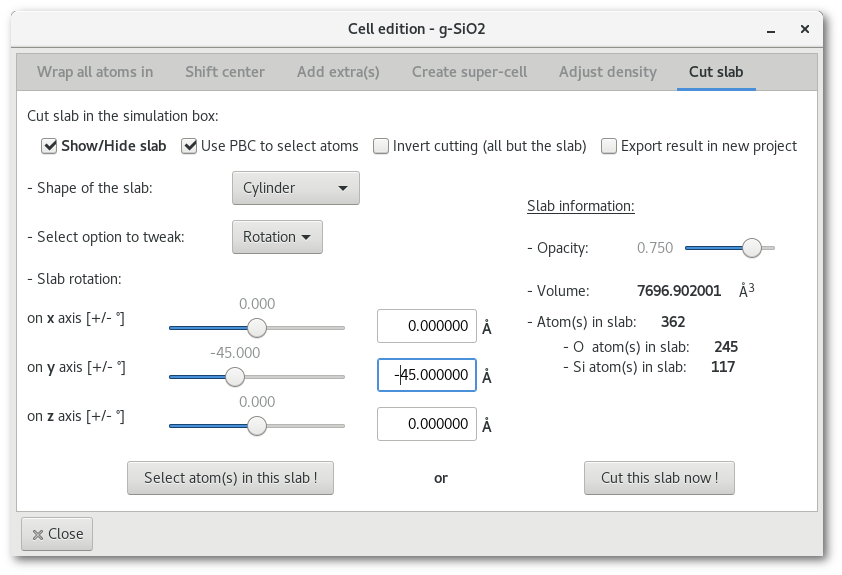 Cell edition - g-SiO2
Wrap all atoms in Shift center Add extra(s) Create super-cell Adjust density Cut slab
Cut slab in the simulation box:
Show/Hide slab Use PBC to select atoms Invert cutting (all but the slab) Export result in new project
- Shape of the slab: Cylinder
Slab information:
- Select option to tweak: Rotation
- Opacity: 0.750
- Slab rotation:
- Volume: 7696.902001 Å3
0.000
on x axis [+/- °] 0.000000 Å
- Atom(s) in slab: 362
- O atom(s) in slab: 245
-45.000
on y axis [+/- °] -45.000000 Å
- Si atom(s) in slab: 117
0.000
on z axis [+/- °] 0.000000 Å
Select atom(s) in this slab ! or Cut this slab now !
Close